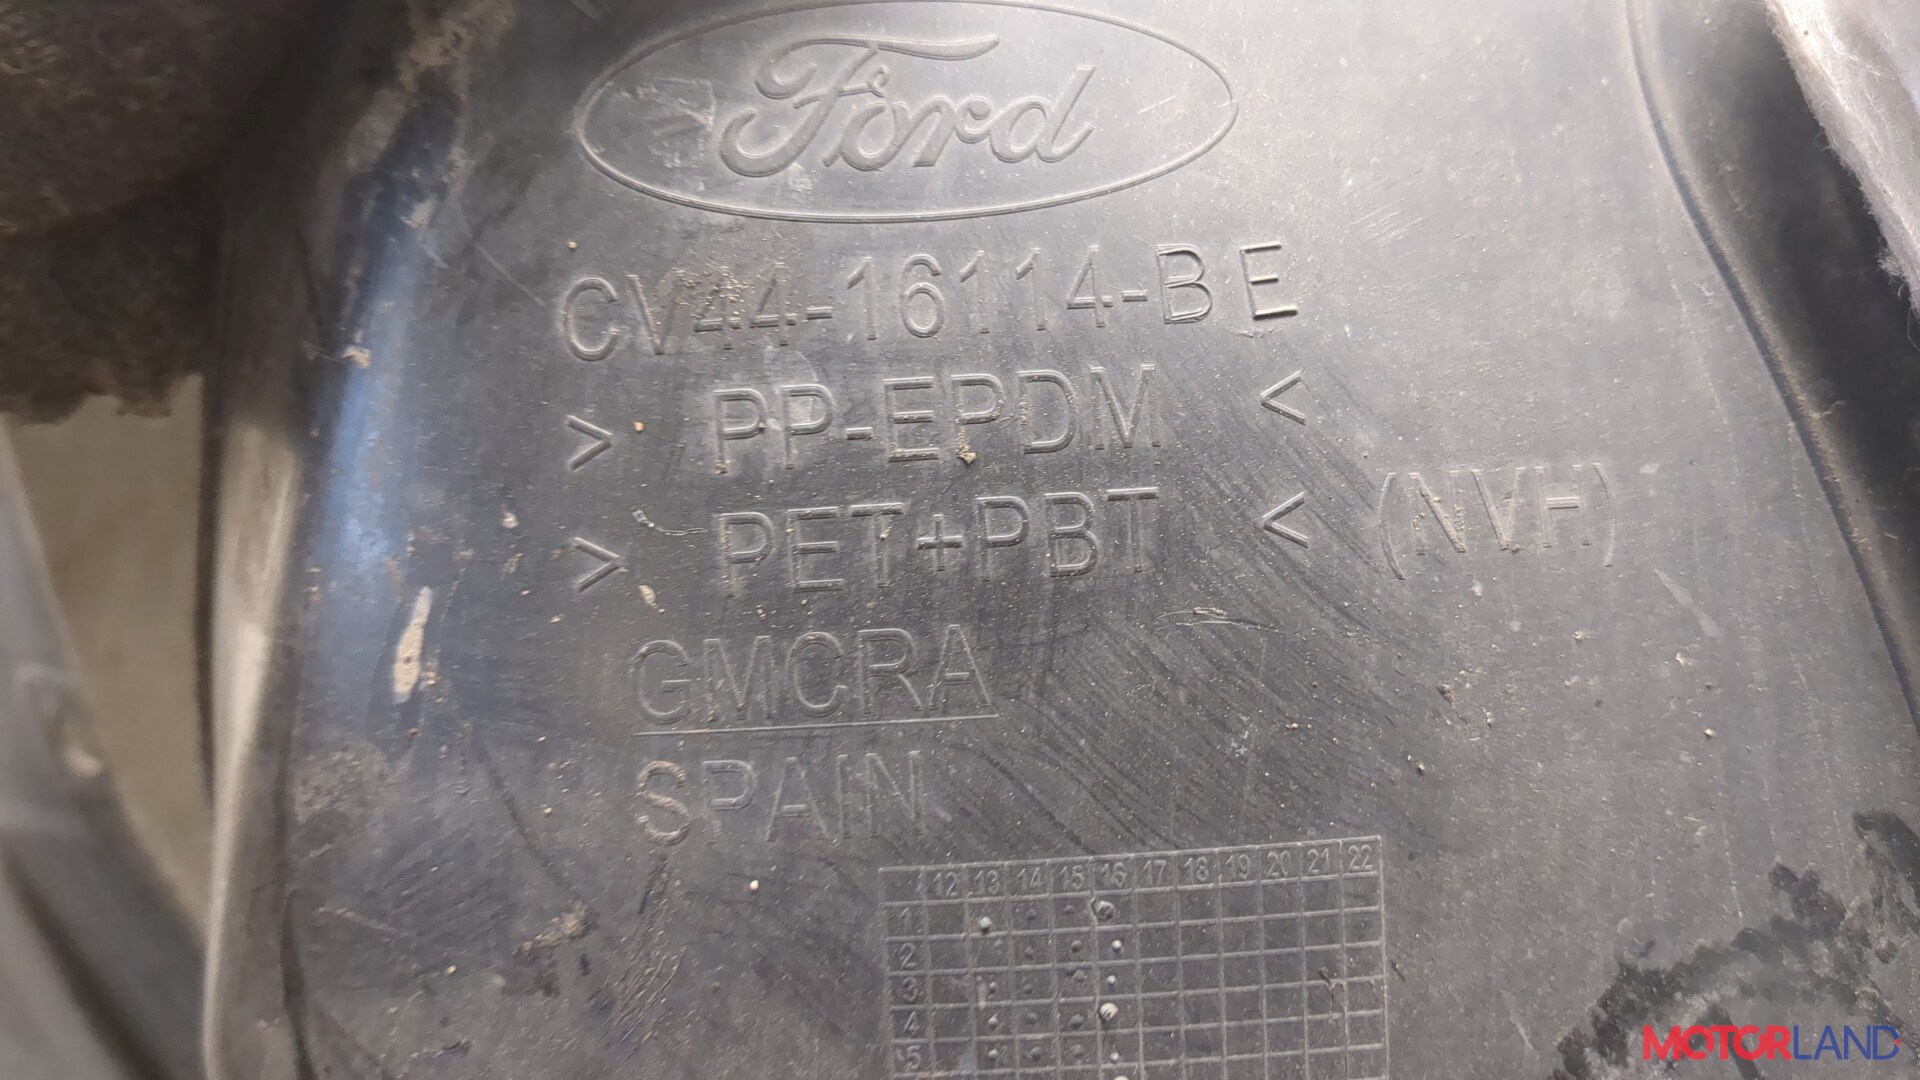 Ford
CV44-16114-BE
> PP-EPDM <
> PET+PBT < (NVH)
GMCRA
SPAIN
12 13 14 15 16 17 18 19 20 21 22
1
2
3
4
5
MOTORLAND